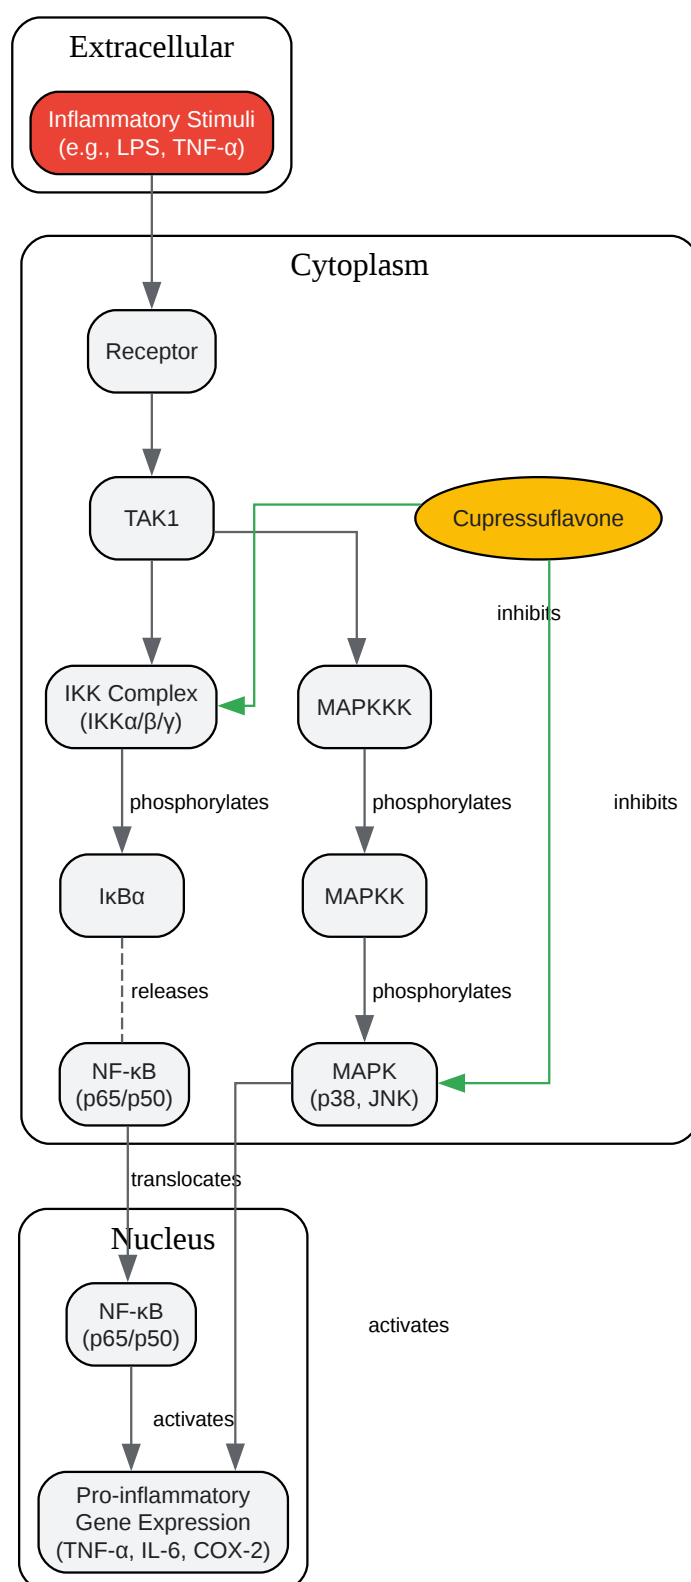 Extracellular
Inflammatory Stimuli
(e.g., LPS, TNF-α)
Cytoplasm
Receptor
TAK1
Cupressuflavone
inhibits
IKK Complex
(IKKα/β/γ)
MAPKKK
phosphorylates
phosphorylates
inhibits
IκBα
MAPKK
releases
phosphorylates
NF-κB
(p65/p50)
MAPK
(p38, JNK)
translocates
Nucleus
NF-κB
(p65/p50)
activates
activates
Pro-inflammatory
Gene Expression
(TNF-α, IL-6, COX-2)